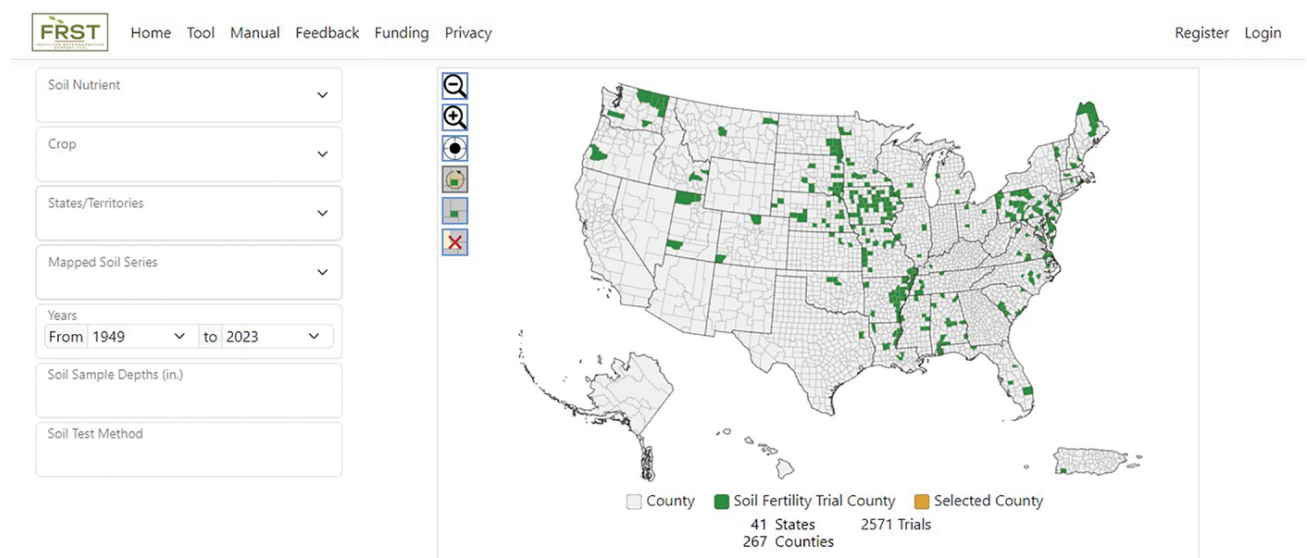 FRST
Home Tool Manual Feedback Funding Privacy
Register Login
Soil Nutrient
Crop
States/Territories
Mapped Soil Series
Years
From 1949 to 2023
Soil Sample Depths (in.)
Soil Test Method
County Soil Fertility Trial County Selected County
41 States 2571 Trials
267 Counties